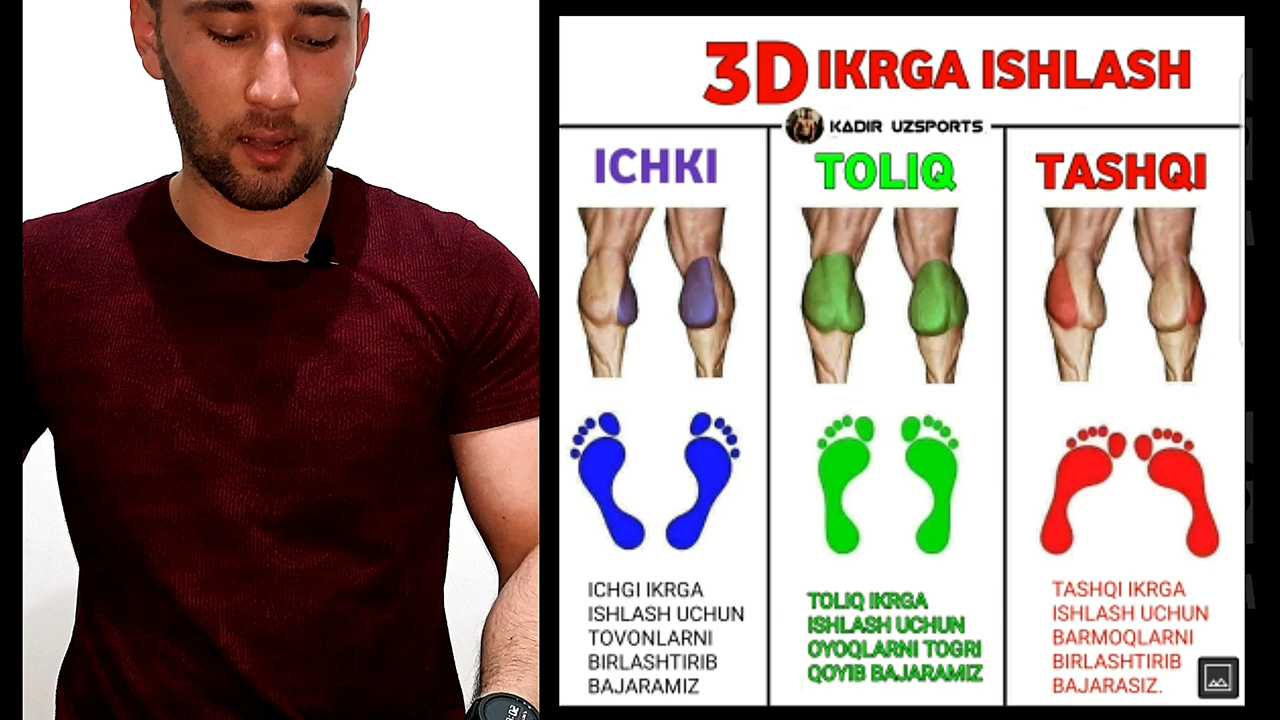 3D IKRGA ISHLASH
KADIR UZSPORTS
ICHKI
TOLIQ
TASHQI
ICHGI IKRGA
ISHLASH UCHUN
TOVONLARNI
BIRLASHTIRIB
BAJARAMIZ
TOLIQ IKRGA
ISHLASH UCHUN
OYOQLARNI TOGRI
QOYIB BAJARAMIZ
TASHQI IKRGA
ISHLASH UCHUN
BARMOQLARNI
BIRLASHTIRIB
BAJARASIZ.